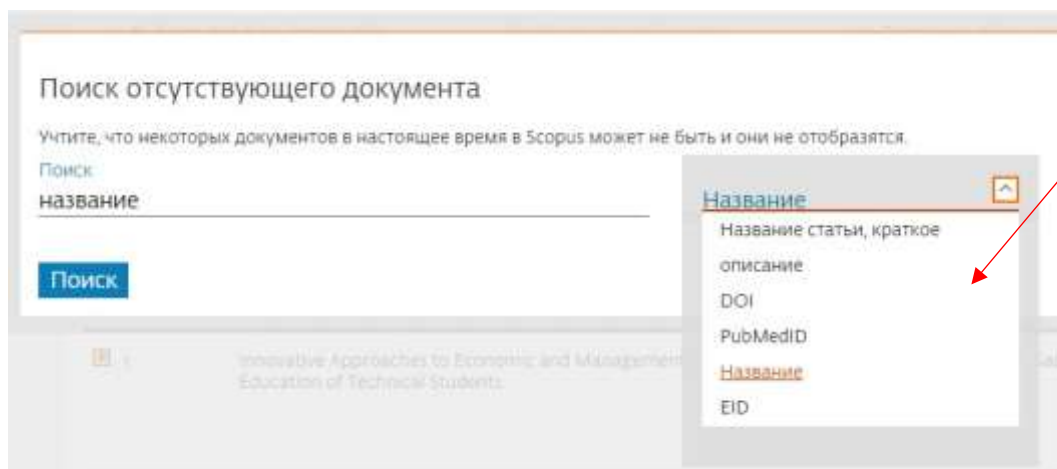 Поиск отсутствующего документа
Учтите, что некоторых документов в настоящее время в Scopus может не быть и они не отобразятся.
Поиск
название
Название
Название статьи, краткое
описание
Поиск
DOI
PubMedID
Название
EID
Innovative Approaches to Economic and Management
Education of Technical Students